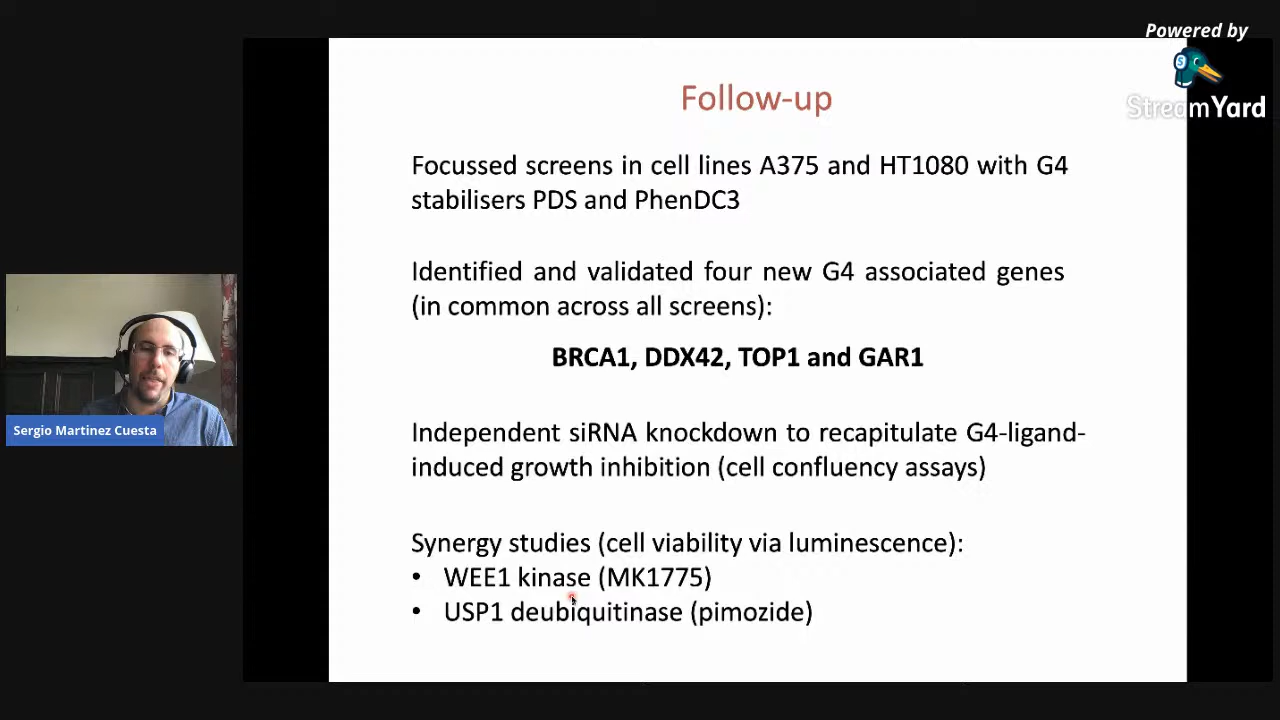 Powered by
StreamYard
Follow-up
Focussed screens in cell lines A375 and HT1080 with G4
stabilisers PDS and PhenDC3
Identified and validated four new G4 associated genes
(in common across all screens):
BRCA1, DDX42, TOP1 and GAR1
Independent siRNA knockdown to recapitulate G4-ligand-
induced growth inhibition (cell confluency assays)
Synergy studies (cell viability via luminescence):
• WEE1 kinase (MK1775)
• USP1 deubiquitinase (pimozide)
Sergio Martinez Cuesta